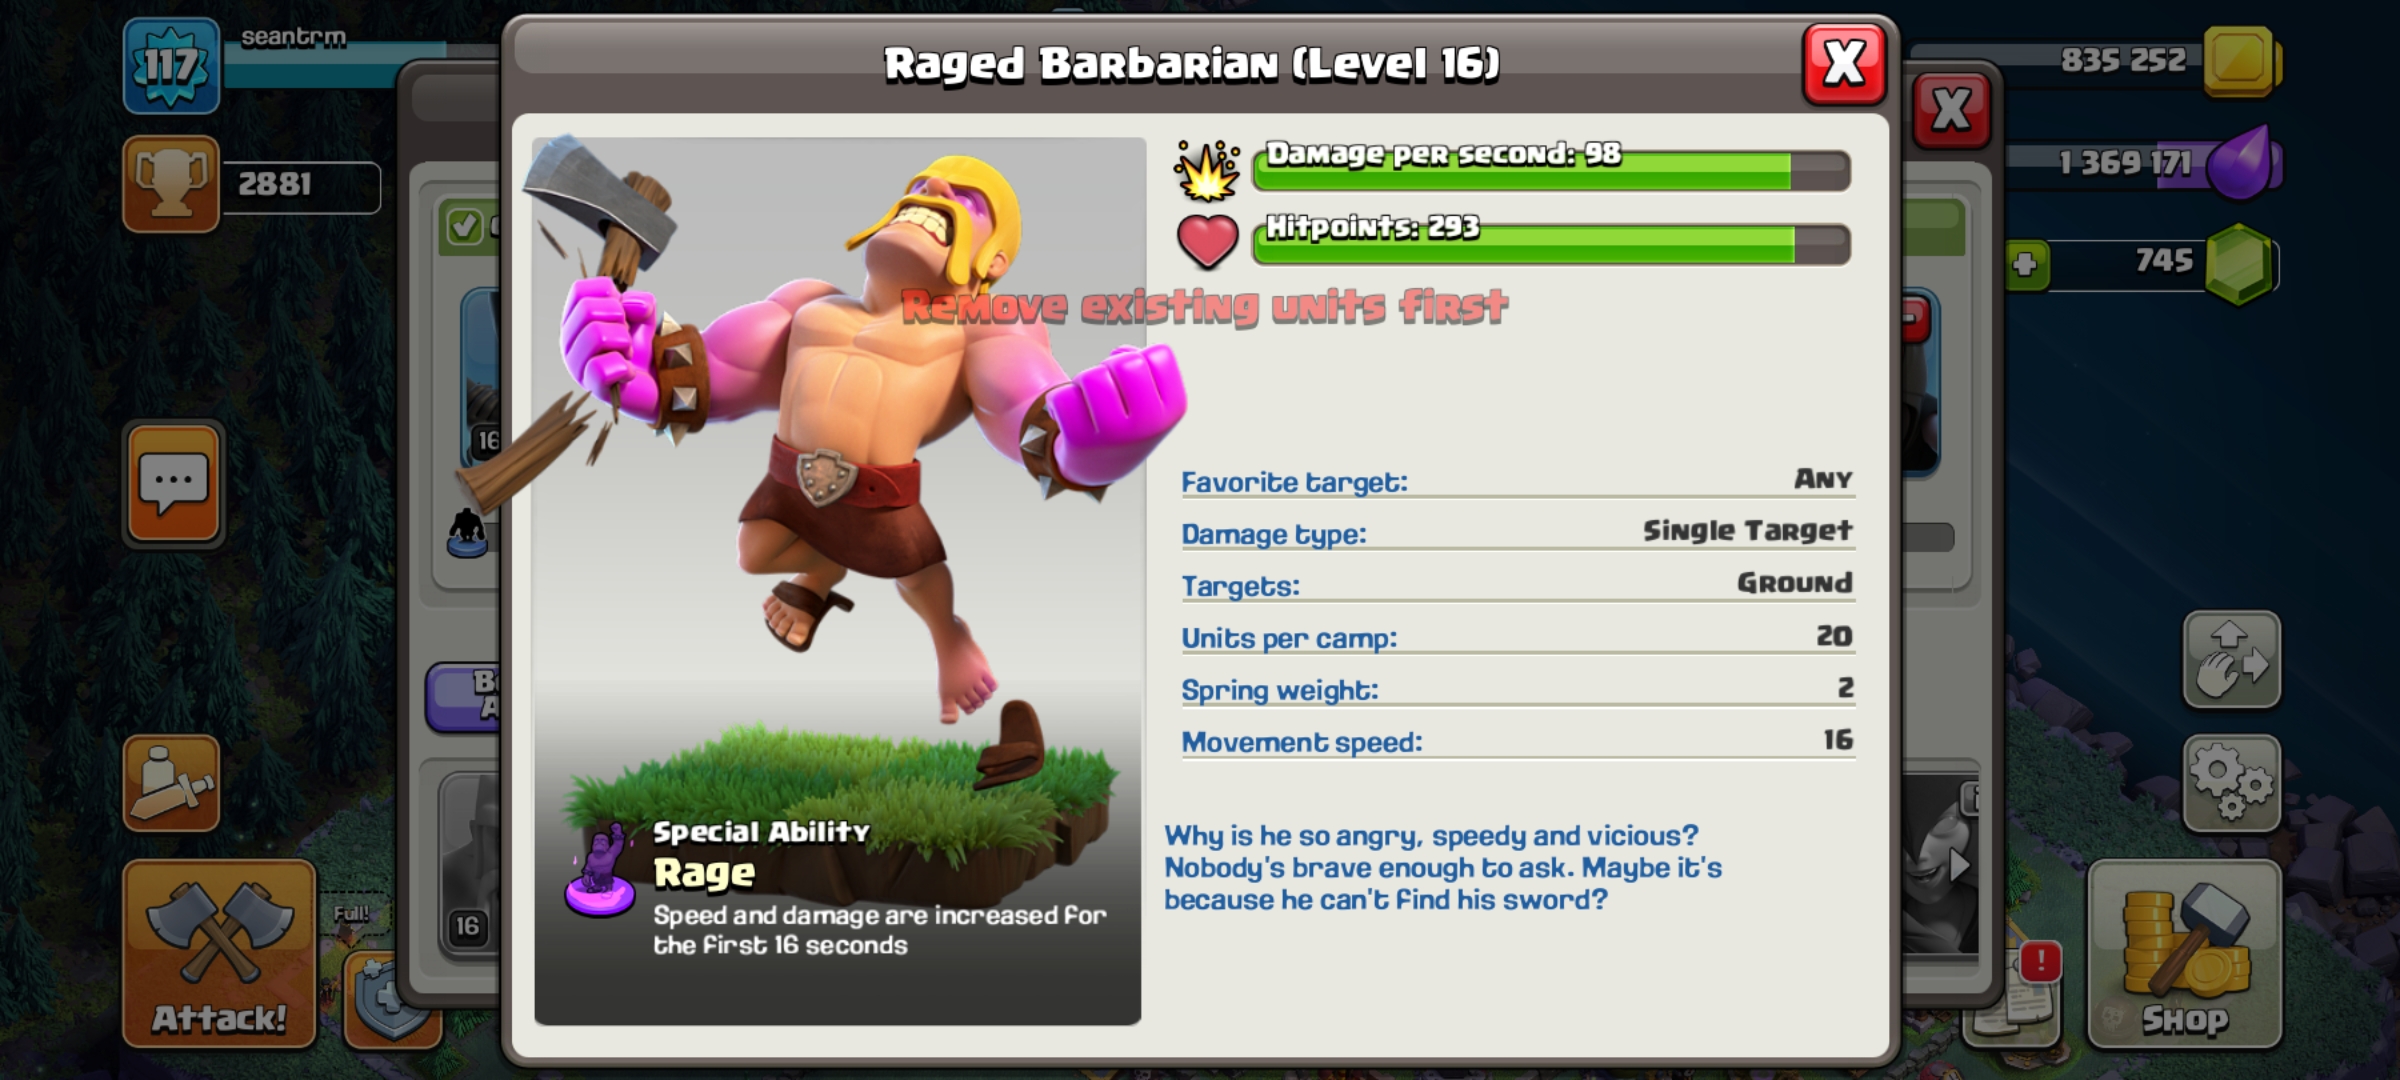 117
seantrm
Raged Barbarian (Level 16)
X
X
835 252
2881
1 369 171
745
Damage per second: 98
Hitpoints: 293
Remove existing units first
16
Favorite target: Any
Damage type: Single Target
Targets: Ground
Units per camp: 20
Spring weight: 2
Movement speed: 16
Special Ability
Rage
Speed and damage are increased for
the first 16 seconds
Why is he so angry, speedy and vicious?
Nobody's brave enough to ask. Maybe it's
because he can't find his sword?
16
Full!
Attack!
!
Shop